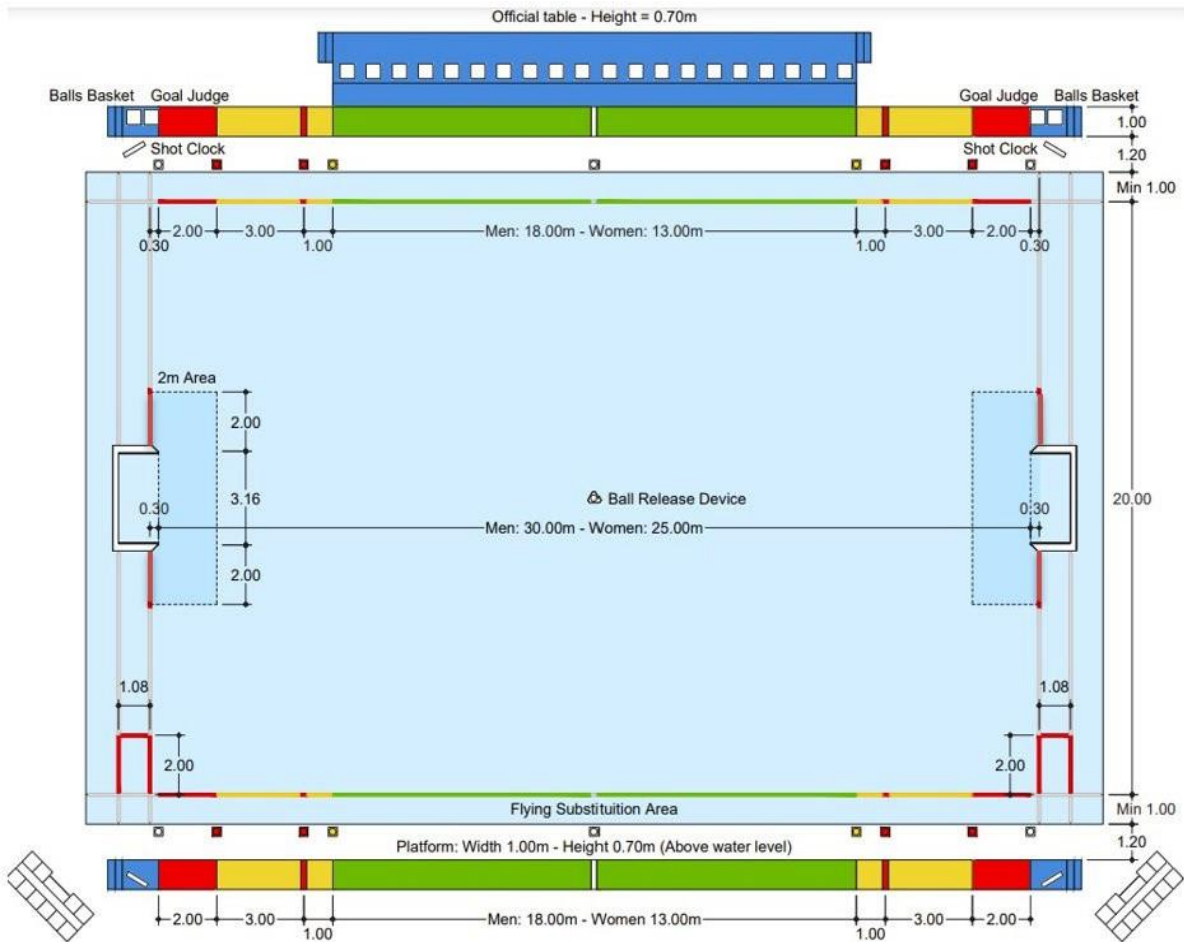 Official table - Height = 0.70m
Balls Basket Goal Judge
Goal Judge Balls Basket
1.00
Shot Clock
Shot Clock
1.20
Min 1.00
2.00 3.00 Men: 18.00m - Women: 13.00m 3.00 2.00
0.30 1.00 1.00 0.30
2m Area
2.00
3.16
Ball Release Device
20.00
0.30
0.30
Men: 30.00m - Women: 25.00m
2.00
1.08
1.08
2.00
2.00
Flying Substituition Area
Min 1.00
Platform: Width 1.00m - Height 0.70m (Above water level)
1.20
2.00 3.00 Men: 18.00m - Women 13.00m 3.00 2.00
1.00 1.00